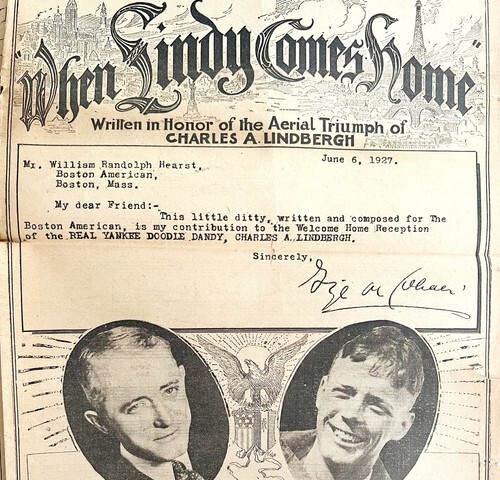 "When Lindy Comes Home"
Written in Honor of the Aerial Triumph of
CHARLES A. LINDBERGH
June 6, 1927.
Mr. William Randolph Hearst,
Boston American,
Boston, Mass.
My dear Friend:-
This little ditty, written and composed for The
Boston American, is my contribution to the Welcome Home Reception
of the REAL YANKEE DOODLE DANDY, CHARLES A. LINDBERGH.
Sincerely,
Geo M Cohan